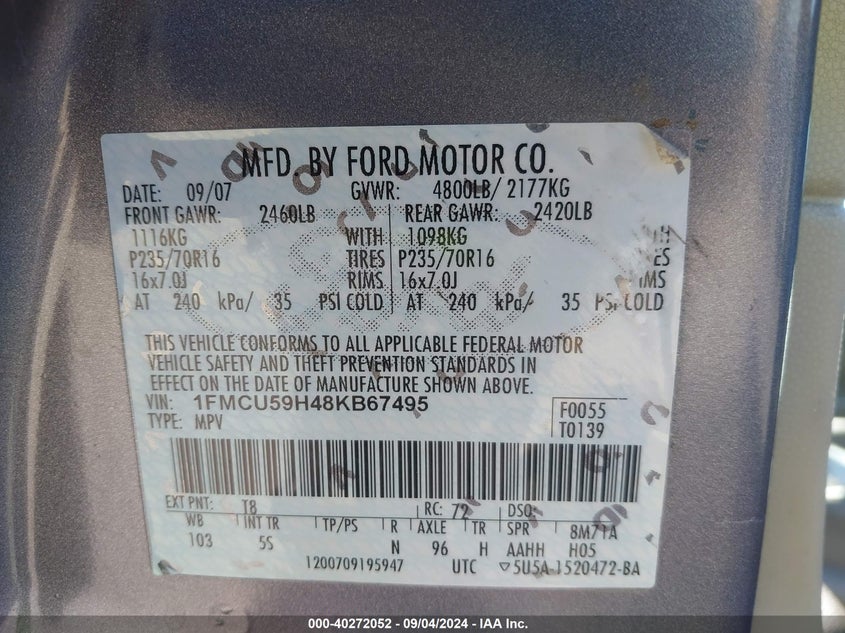 MFD. BY FORD MOTOR CO.
DATE: 09/07 GVWR: 4800LB/ 2177KG
FRONT GAWR: 2460LB REAR GAWR: 2420LB
1116KG WITH 1098KG TH
P235/70R16 TIRES P235/70R16 ES
16x7.0J RIMS 16x7.0J IMS
AT 240 kPa/ 35 PSI COLD AT 240 kPa/ 35 PSI COLD
THIS VEHICLE CONFORMS TO ALL APPLICABLE FEDERAL MOTOR
VEHICLE SAFETY AND THEFT PREVENTION STANDARDS IN
EFFECT ON THE DATE OF MANUFACTURE SHOWN ABOVE.
VIN: 1FMCU59H48KB67495 F0055
TYPE: MPV T0139
EXT PNT: T8 RC: 72 DSO:
WB INT TR TP/PS R AXLE TR SPR 8M71A
103 5S N 96 H AAHH H05
1200709195947 UTC ▽5U5A-1520472-BA
000-40272052 - 09/04/2024 - IAA Inc.